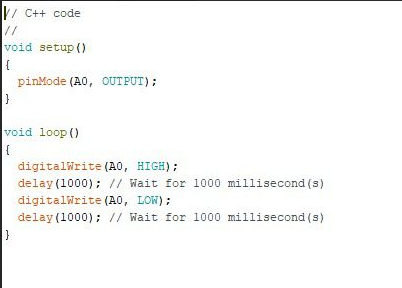 // C++ code
//
void setup()
{
  pinMode(A0, OUTPUT);
}

void loop()
{
  digitalWrite(A0, HIGH);
  delay(1000); // Wait for 1000 millisecond(s)
  digitalWrite(A0, LOW);
  delay(1000); // Wait for 1000 millisecond(s)
}